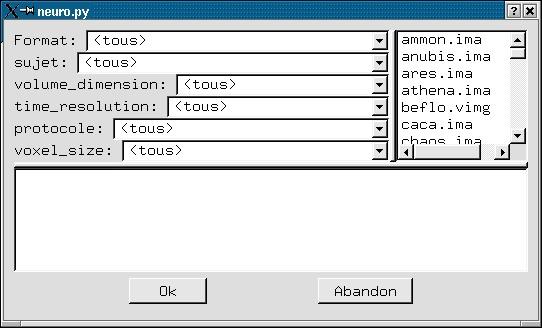 neuro.py
Format: <tous>
sujet: <tous>
volume_dimension: <tous>
time_resolution: <tous>
protocole: <tous>
voxel_size: <tous>
ammon.ima
anubis.ima
ares.ima
athena.ima
beflo.vimg
caca.ima
chaos.ima
Ok
Abandon